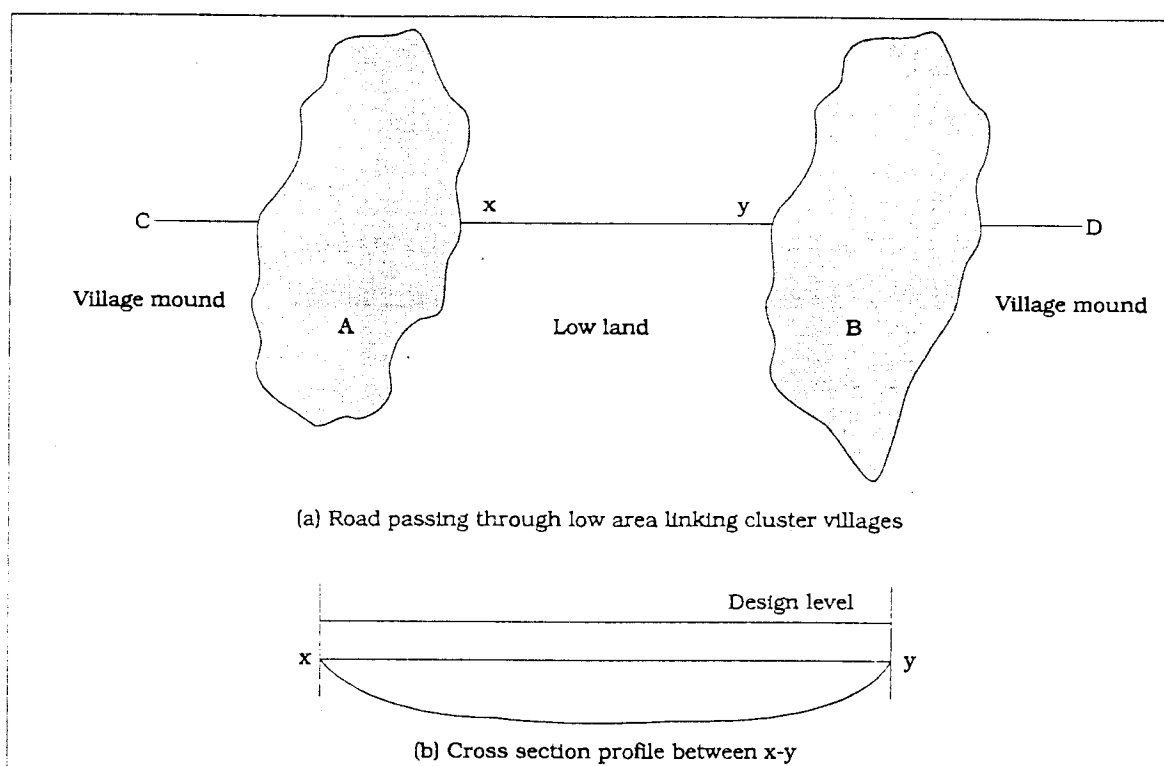 x
y
C
D
Village mound
Village mound
A
Low land
B
(a) Road passing through low area linking cluster villages
Design level
x
y
(b) Cross section profile between x-y